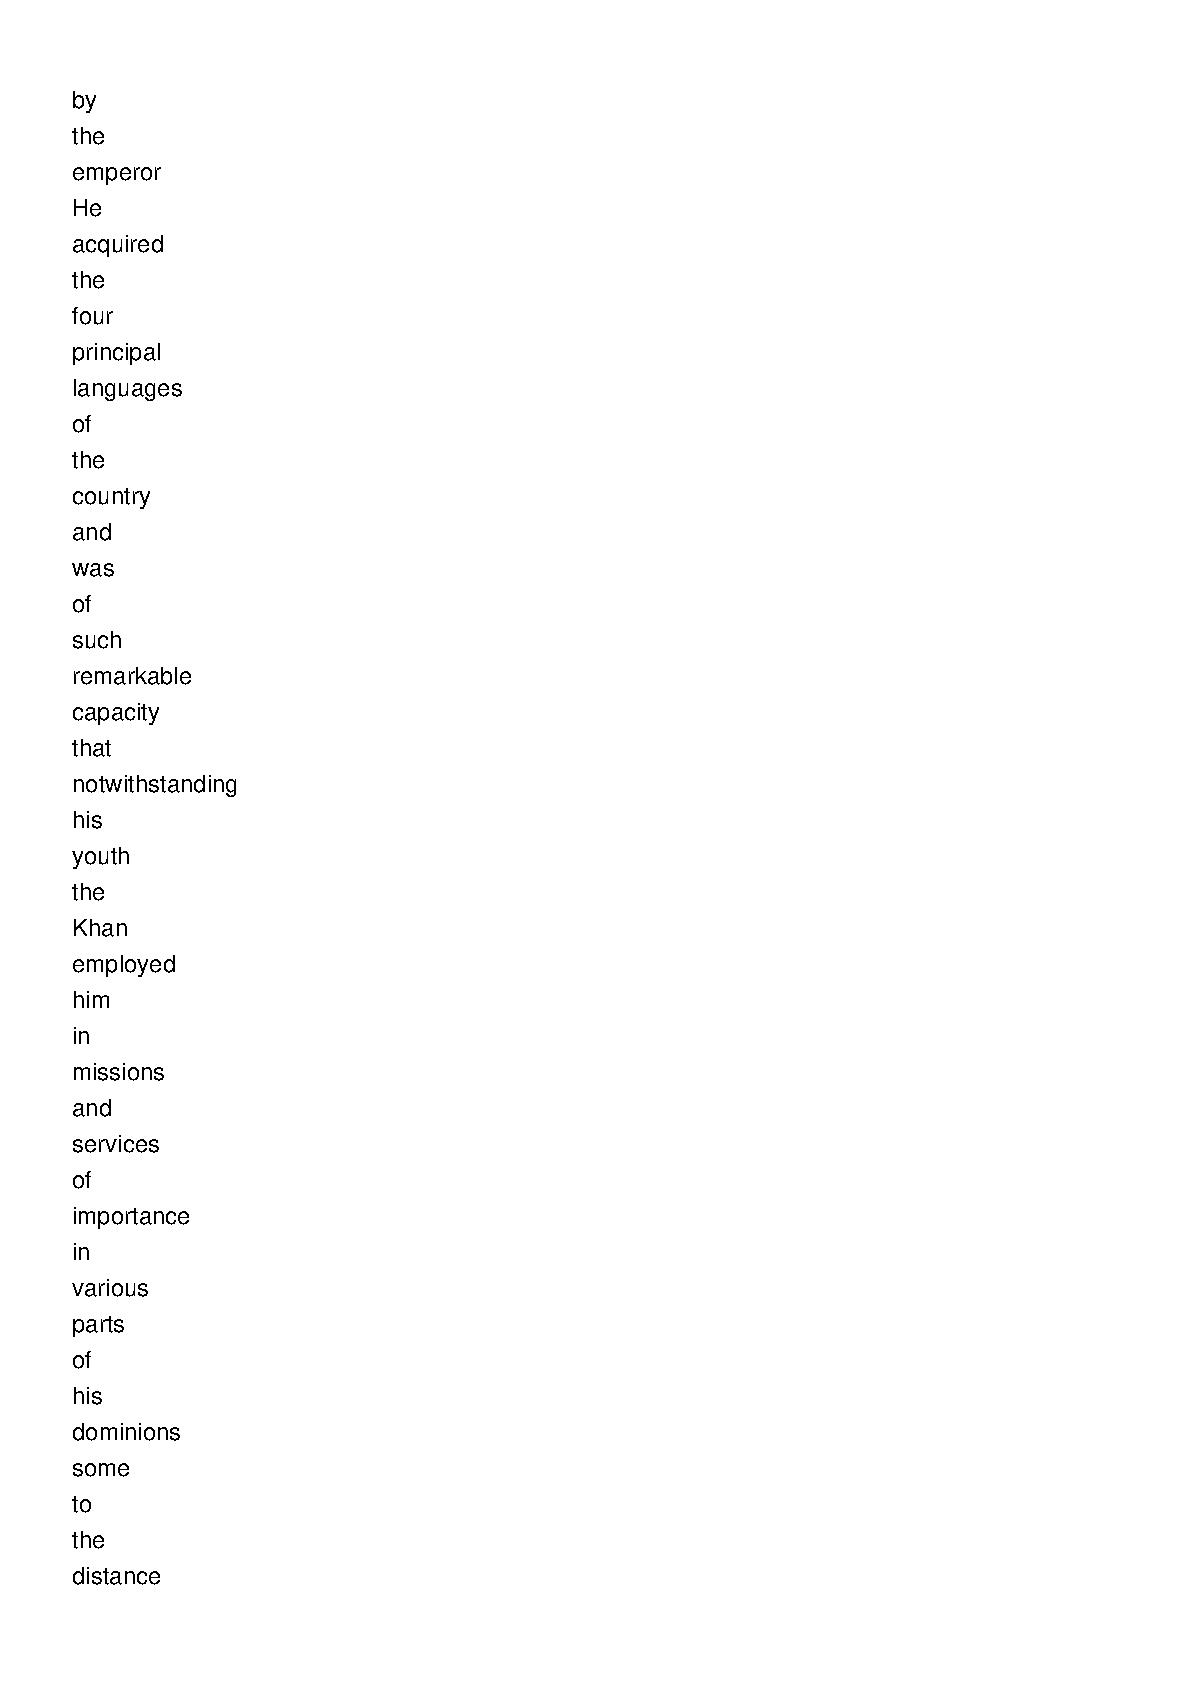 by
the
emperor
He
acquired
the
four
principal
languages
of
the
country
and
was
of
such
remarkable
capacity
that
notwithstanding
his
youth
the
Khan
employed
him
in
missions
and
services
of
importance
in
various
parts
of
his
dominions
some
to
the
distance